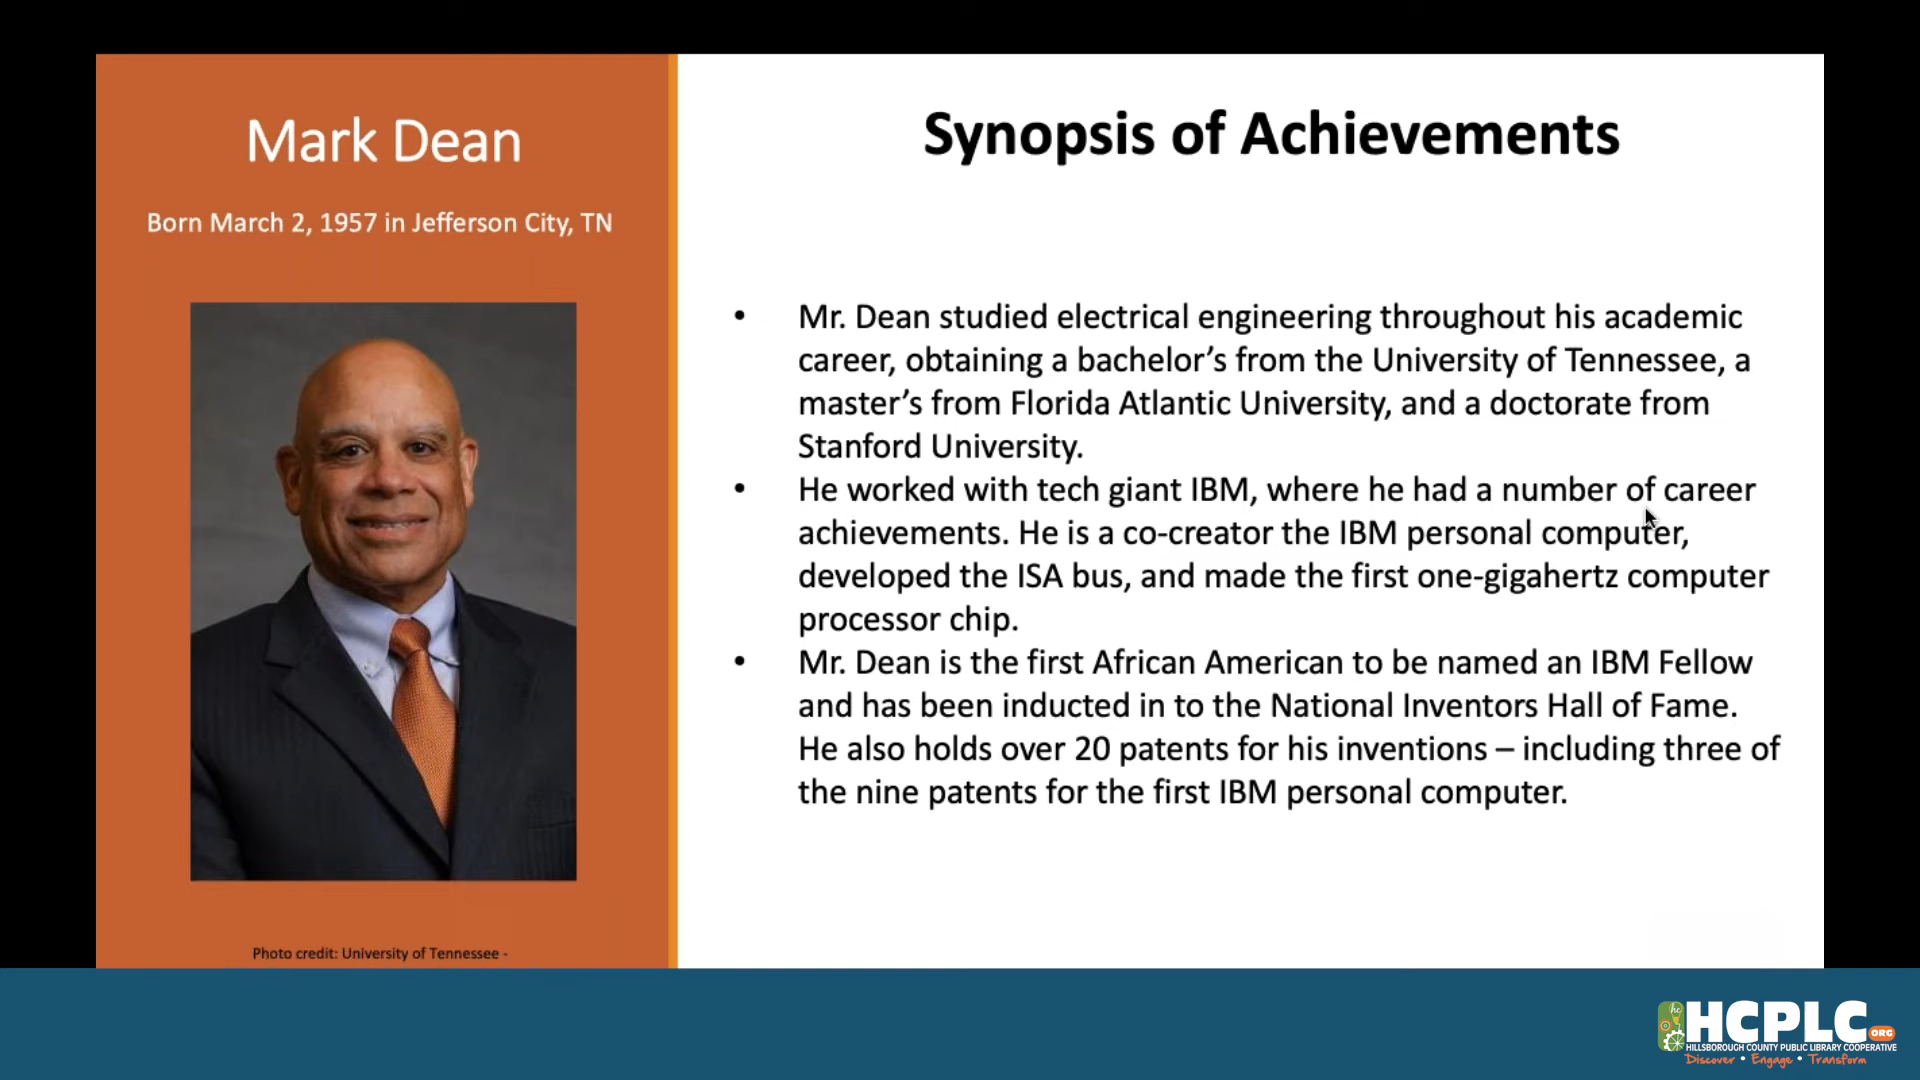 Mark Dean
Born March 2, 1957 in Jefferson City, TN
Photo credit: University of Tennessee -
Synopsis of Achievements
• Mr. Dean studied electrical engineering throughout his academic
career, obtaining a bachelor’s from the University of Tennessee, a
master’s from Florida Atlantic University, and a doctorate from
Stanford University.
• He worked with tech giant IBM, where he had a number of career
achievements. He is a co-creator the IBM personal computer,
developed the ISA bus, and made the first one-gigahertz computer
processor chip.
• Mr. Dean is the first African American to be named an IBM Fellow
and has been inducted in to the National Inventors Hall of Fame.
He also holds over 20 patents for his inventions – including three of
the nine patents for the first IBM personal computer.
hc
HCPLC.ORG
HILLSBOROUGH COUNTY PUBLIC LIBRARY COOPERATIVE
Discover • Engage • Transform